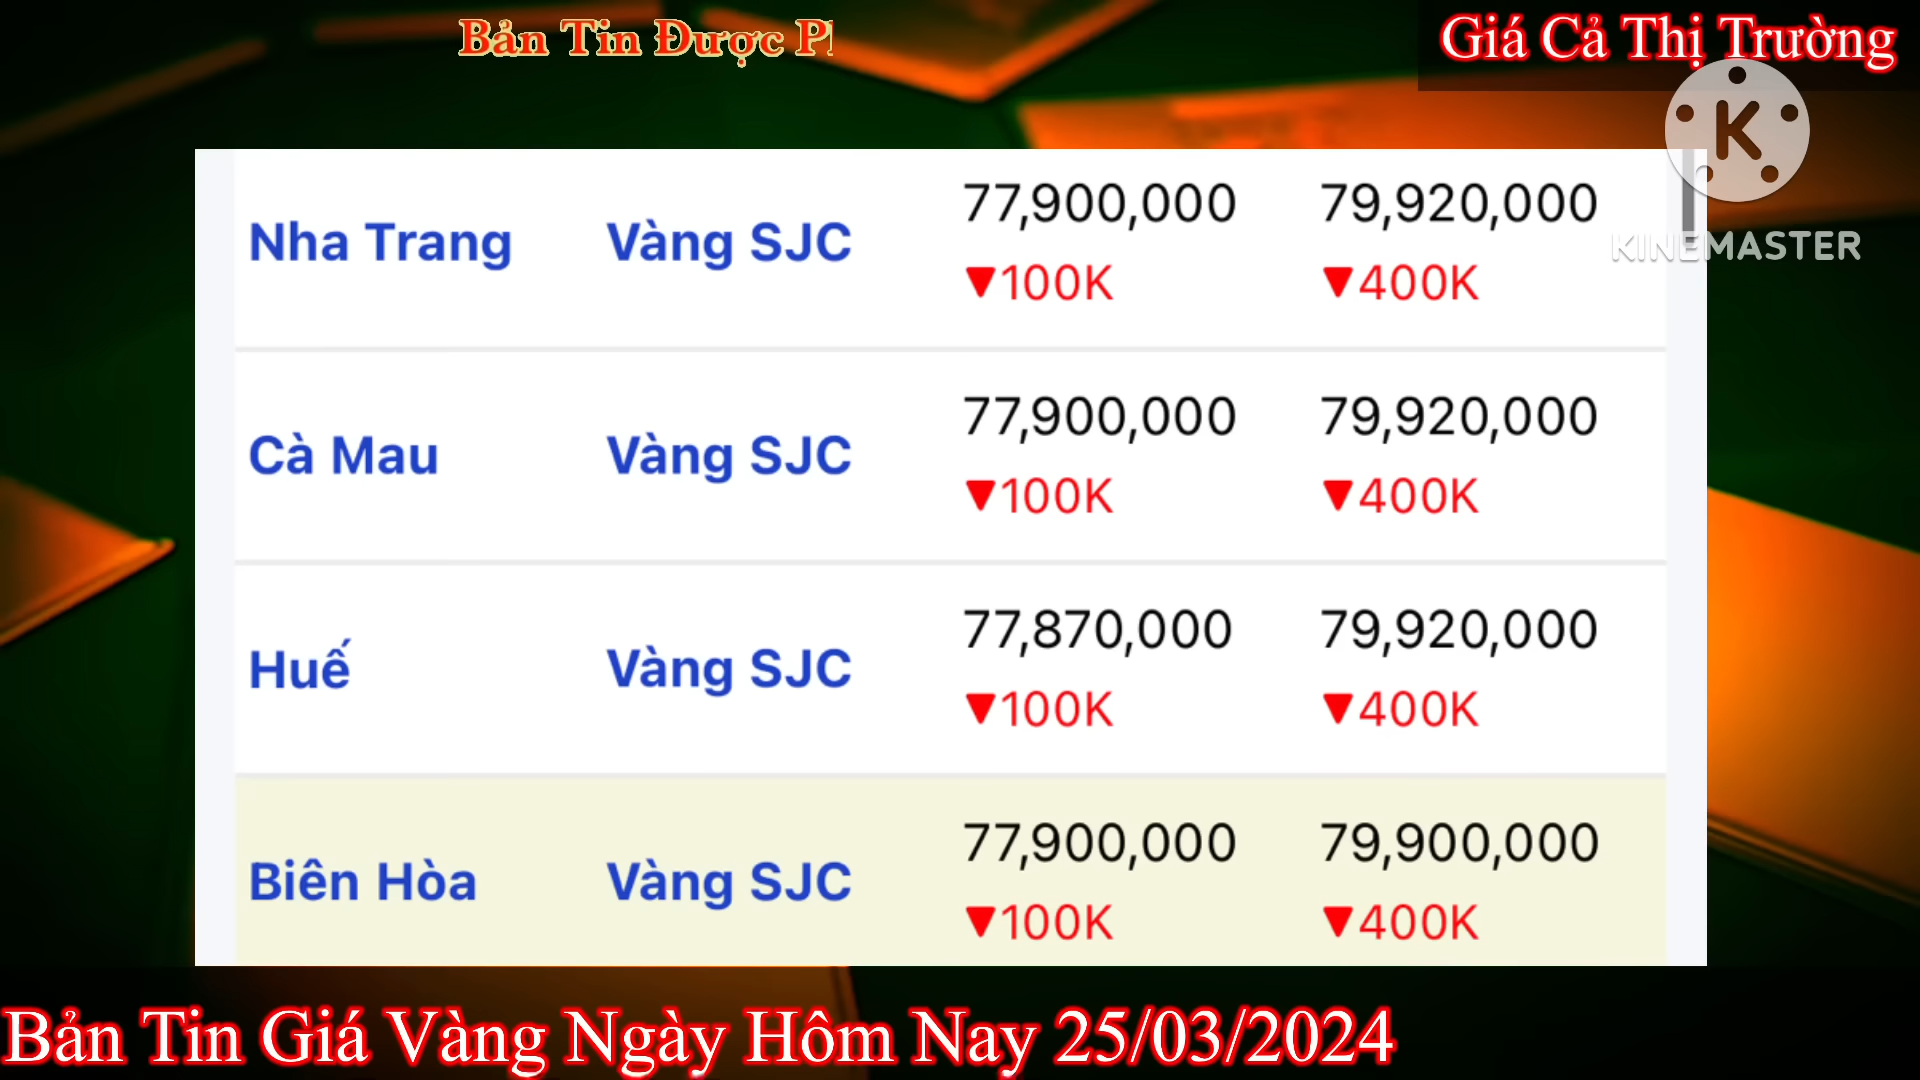 Bản Tin Được P
Giá Cả Thị Trường
K
KINEMASTER
Nha Trang Vàng SJC 77,900,000 79,920,000
▼100K ▼400K
Cà Mau Vàng SJC 77,900,000 79,920,000
▼100K ▼400K
Huế Vàng SJC 77,870,000 79,920,000
▼100K ▼400K
Biên Hòa Vàng SJC 77,900,000 79,900,000
▼100K ▼400K
Bản Tin Giá Vàng Ngày Hôm Nay 25/03/2024